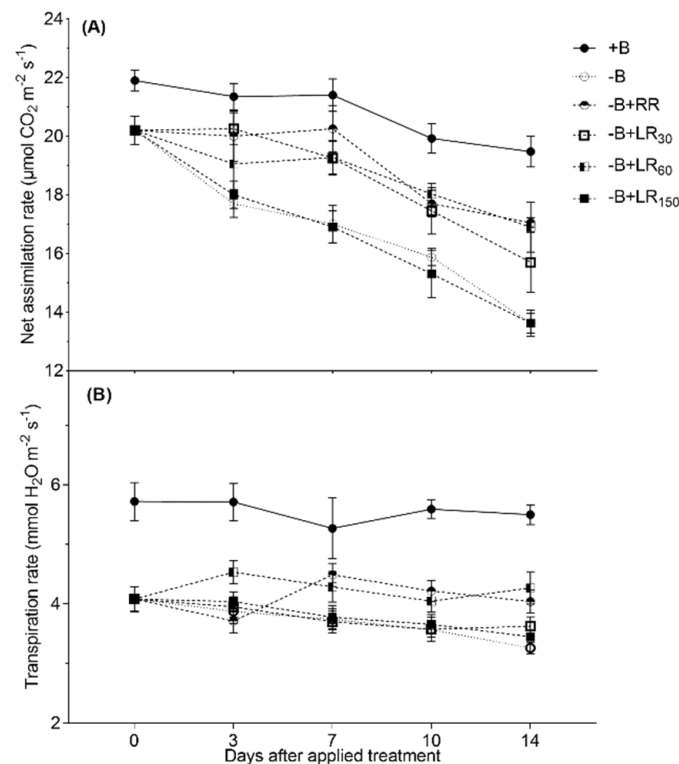 (A)
24
22
20
18
16
14
12
Net assimilation rate (µmol CO₂ m⁻² s⁻¹)
+B
-B
-B+RR
-B+LR₃₀
-B+LR₆₀
-B+LR₁₅₀
(B)
6
4
2
Transpiration rate (mmol H₂O m⁻² s⁻¹)
0 3 7 10 14
Days after applied treatment